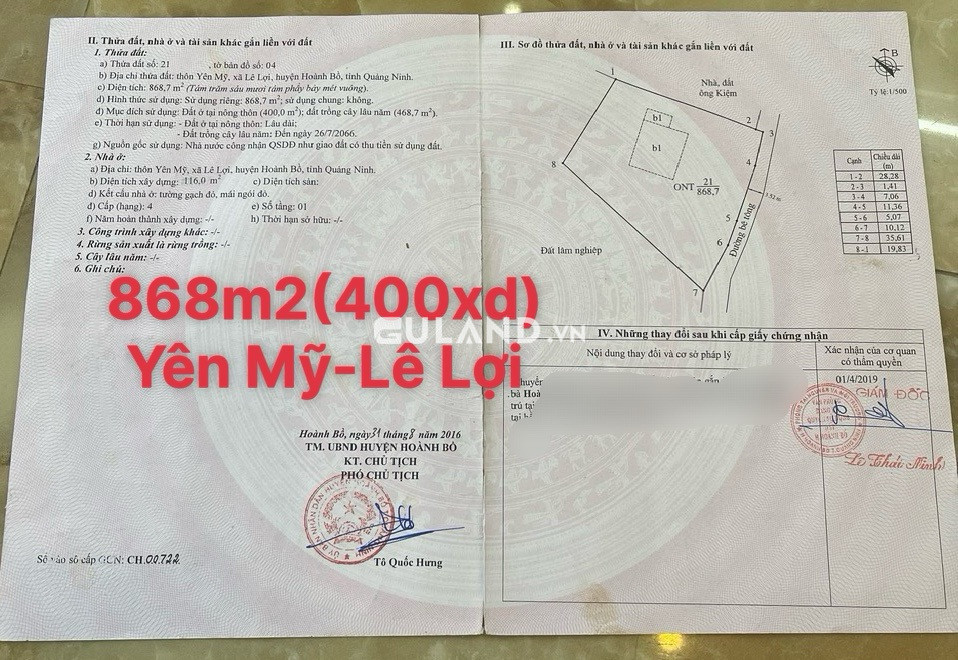 II. Thửa đất, nhà ở và tài sản khác gắn liền với đất
1. Thửa đất:
a) Thửa đất số: 21 , tờ bản đồ số: 04
b) Địa chỉ thửa đất: thôn Yên Mỹ, xã Lê Lợi, huyện Hoành Bồ, tỉnh Quảng Ninh.
c) Diện tích: 868,7 m² (Tám trăm sáu mươi tám phẩy bảy mét vuông).
d) Hình thức sử dụng: Sử dụng riêng: 868,7 m²; sử dụng chung: không.
đ) Mục đích sử dụng: Đất ở tại nông thôn (400,0 m²); đất trồng cây lâu năm (468,7 m²).
e) Thời hạn sử dụng: - Đất ở tại nông thôn: Lâu dài;
- Đất trồng cây lâu năm: Đến ngày 26/7/2066.
g) Nguồn gốc sử dụng: Nhà nước công nhận QSDĐ như giao đất có thu tiền sử dụng đất.
2. Nhà ở:
a) Địa chỉ: thôn Yên Mỹ, xã Lê Lợi, huyện Hoành Bồ, tỉnh Quảng Ninh.
b) Diện tích xây dựng: 116,0 m² c) Diện tích sàn:
d) Kết cấu nhà ở: tường gạch đỏ, mái ngói đỏ.
đ) Cấp (hạng): 4 e) Số tầng: 01
f) Năm hoàn thành xây dựng: -/- h) Thời hạn sở hữu: -/-
3. Công trình xây dựng khác: -/-
4. Rừng sản xuất là rừng trồng: -/-
5. Cây lâu năm: -/-
6. Ghi chú:
868m2(400xd)
Yên Mỹ-Lê Lợi
GULAND.VN
Hoành Bồ, ngày 31 tháng 8 năm 2016
TM. UBND HUYỆN HOÀNH BỒ
KT. CHỦ TỊCH
PHÓ CHỦ TỊCH
Tô Quốc Hưng
Số vào sổ cấp GCN: CH.00722
III. Sơ đồ thửa đất, nhà ở và tài sản khác gắn liền với đất
B
Tỷ lệ: 1/500
Nhà, đất
ông Kiệm
1
2
3
4
5
6
7
8
b1
b1
ONT 21
868,7
3.52 m
Đường bê tông
Đất lâm nghiệp
Cạnh Chiều dài (m)
1 - 2 28,28
2 - 3 1,41
3 - 4 7,06
4 - 5 11,36
5 - 6 5,07
6 - 7 10,12
7 - 8 35,61
8 - 1 19,83
IV. Những thay đổi sau khi cấp giấy chứng nhận
Nội dung thay đổi và cơ sở pháp lý
Xác nhận của cơ quan
có thẩm quyền
huyển
bà Hoà
trú tại
tại
01/4/2019
GIÁM ĐỐC
Lê Thái Ninh